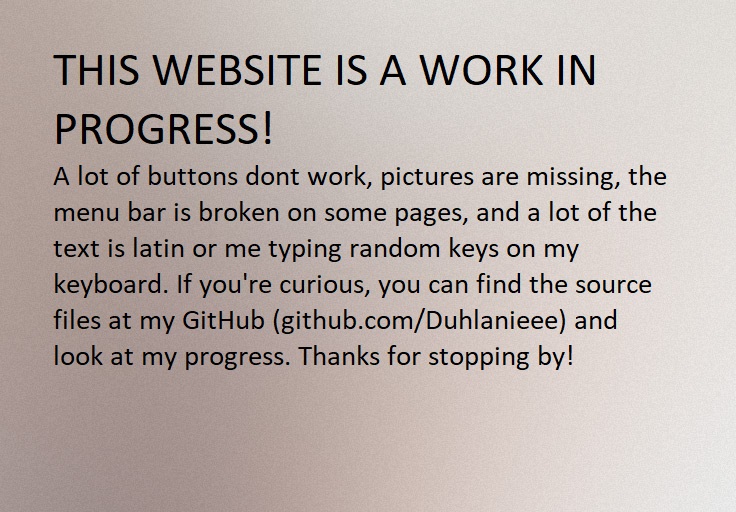 THIS WEBSITE IS A WORK IN
PROGRESS!
A lot of buttons dont work, pictures are missing, the
menu bar is broken on some pages, and a lot of the
text is latin or me typing random keys on my
keyboard. If you're curious, you can find the source
files at my GitHub (github.com/Duhlanieee) and
look at my progress. Thanks for stopping by!